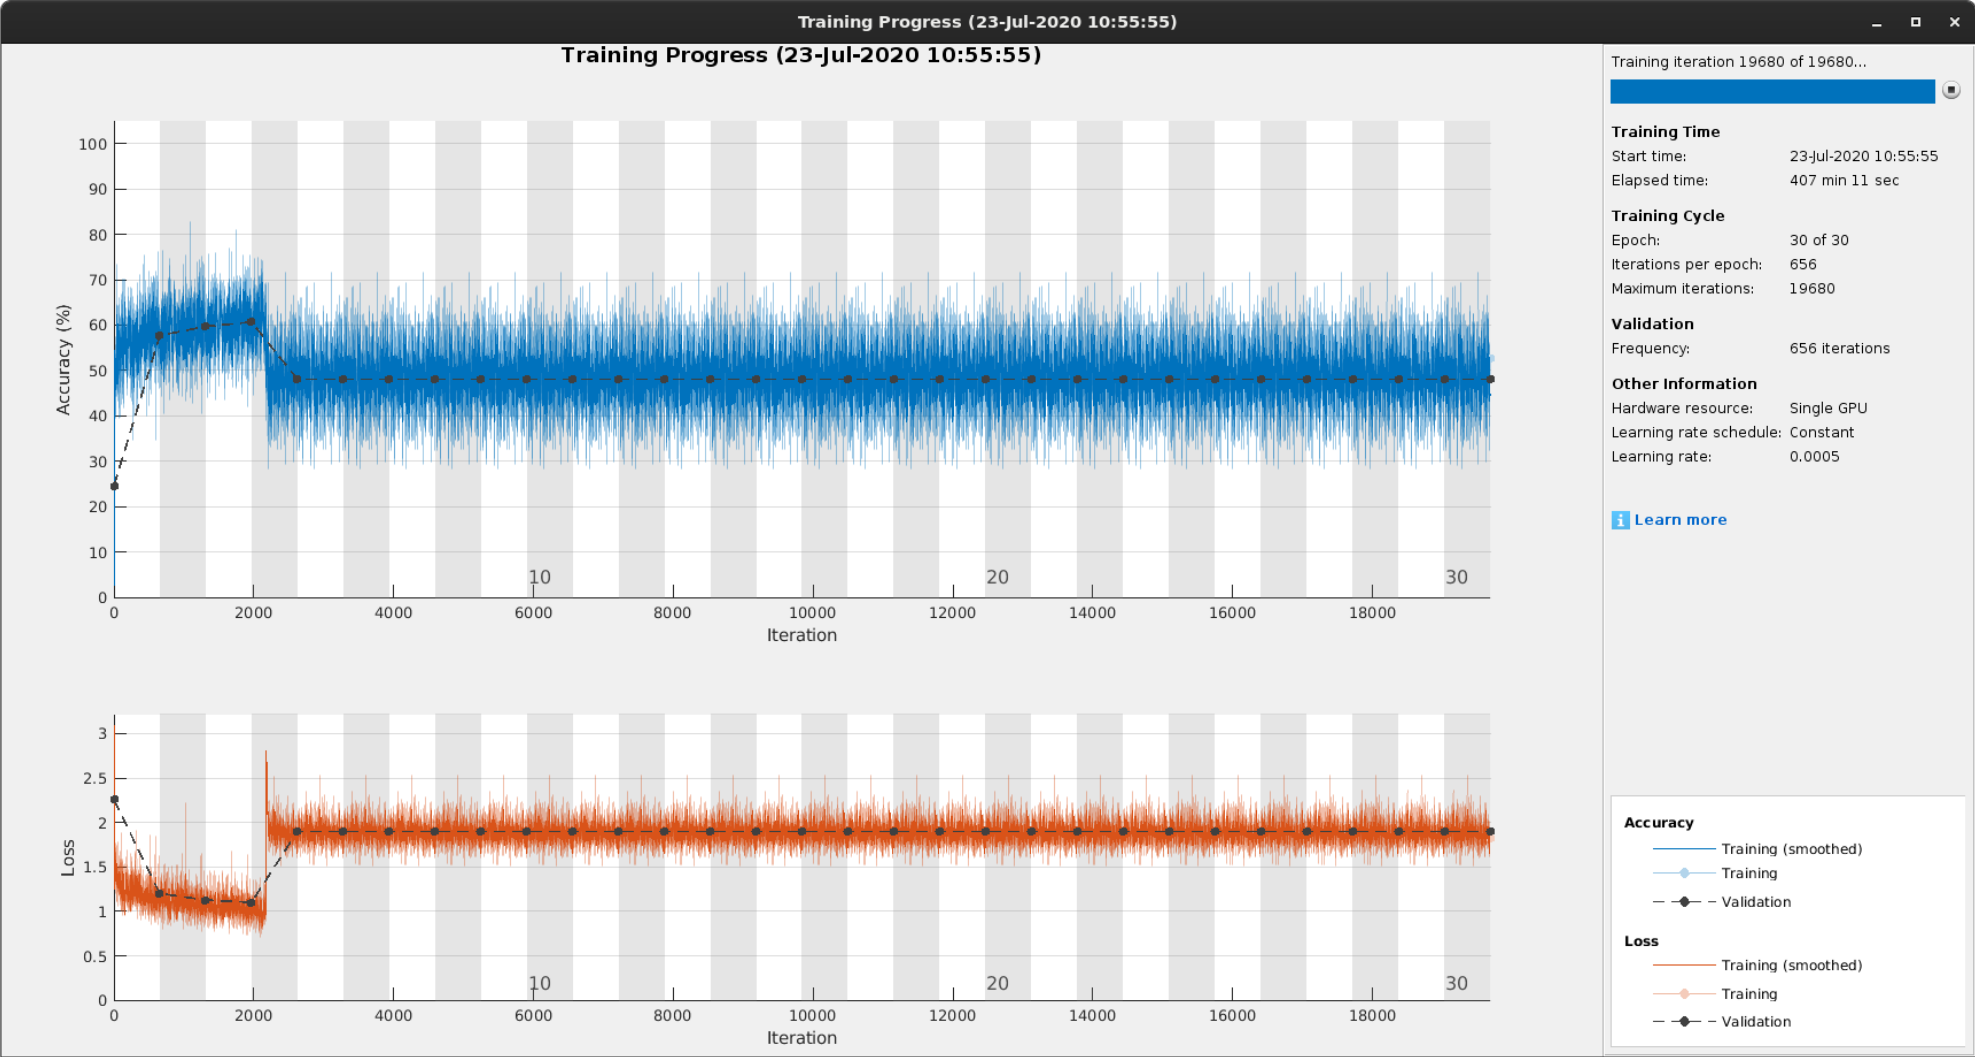 Training Progress (23-Jul-2020 10:55:55)
Training Progress (23-Jul-2020 10:55:55)
100
90
80
70
60
50
40
30
20
10
0
Accuracy (%)
10
20
30
0
2000
4000
6000
8000
10000
12000
14000
16000
18000
Iteration
3
2.5
2
1.5
1
0.5
0
Loss
10
20
30
0
2000
4000
6000
8000
10000
12000
14000
16000
18000
Iteration
Training iteration 19680 of 19680...
Training Time
Start time: 23-Jul-2020 10:55:55
Elapsed time: 407 min 11 sec
Training Cycle
Epoch: 30 of 30
Iterations per epoch: 656
Maximum iterations: 19680
Validation
Frequency: 656 iterations
Other Information
Hardware resource: Single GPU
Learning rate schedule: Constant
Learning rate: 0.0005
i Learn more
Accuracy
Training (smoothed)
Training
Validation
Loss
Training (smoothed)
Training
Validation